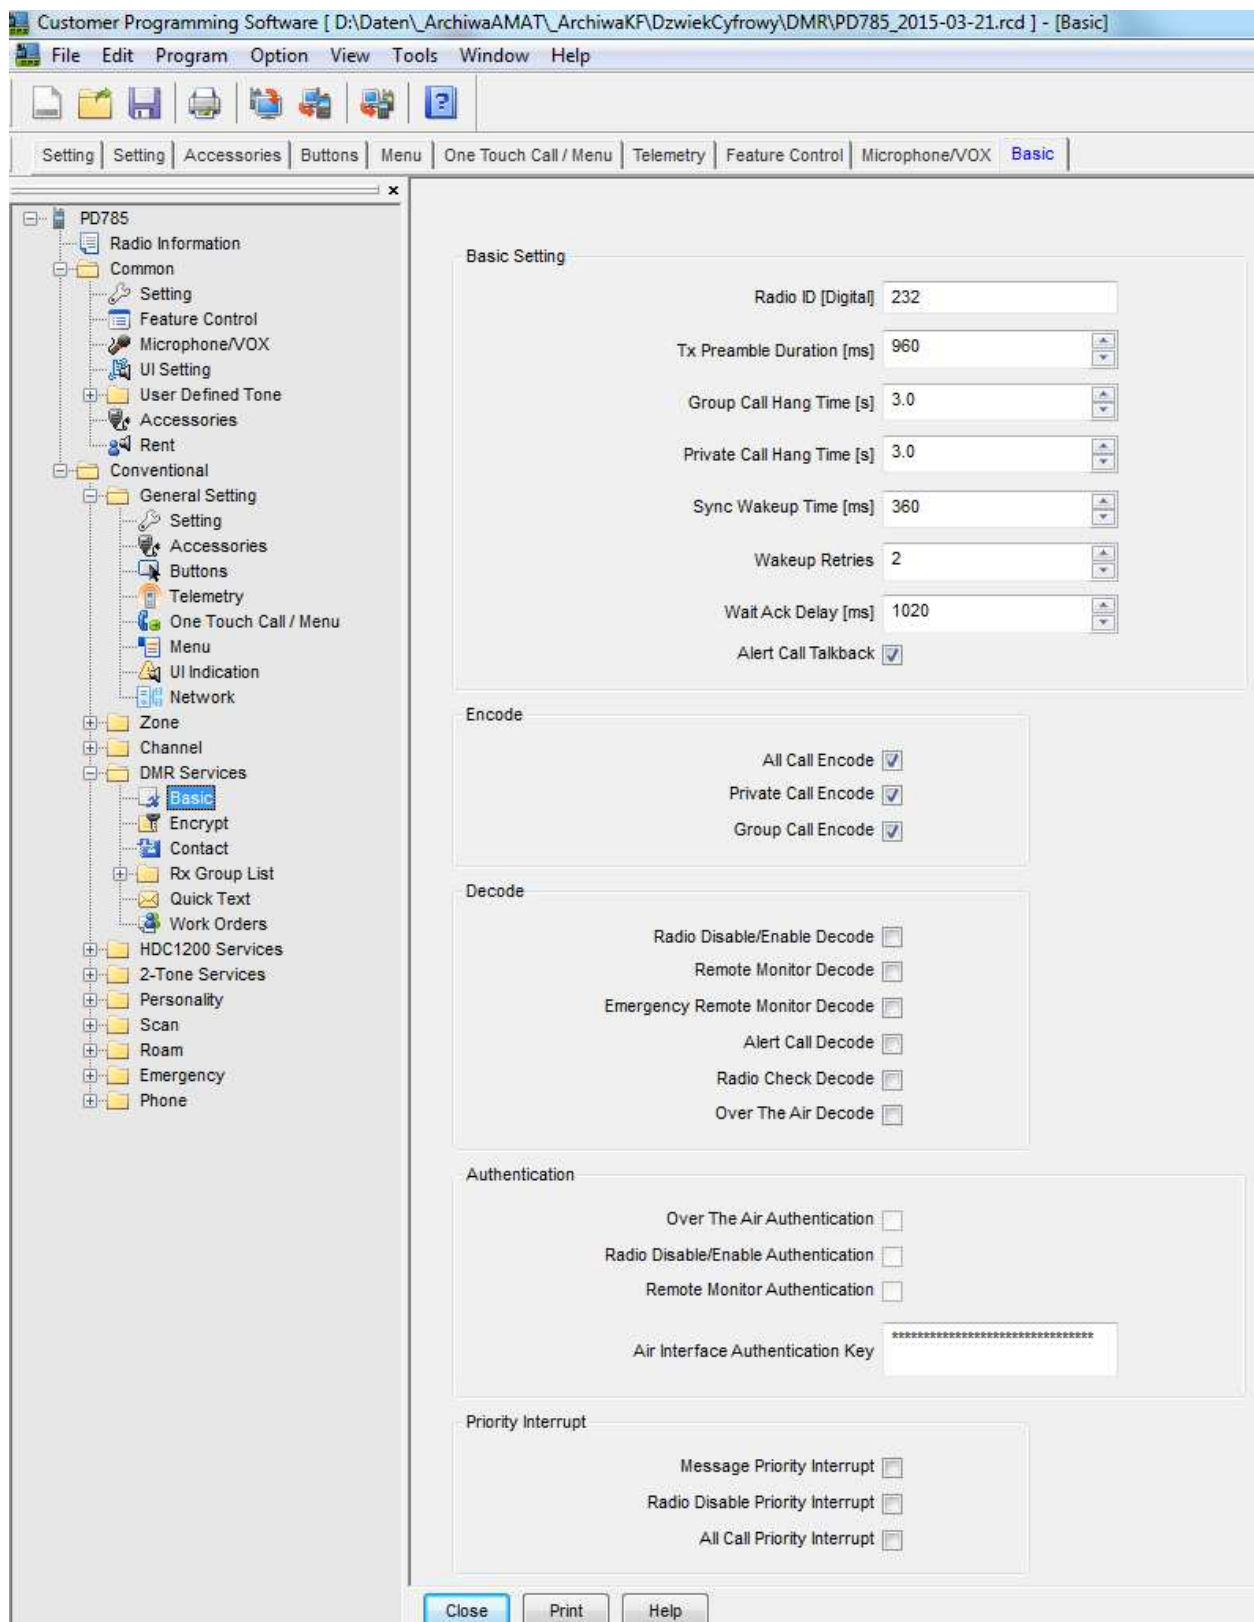 Customer Programming Software [ D:\Daten\_ArchiwaAMAT\_ArchiwaKF\DzwiekCyfrowy\DMR\PD785_2015-03-21.rcd ] - [Basic]
File Edit Program Option View Tools Window Help
Setting Setting Accessories Buttons Menu One Touch Call / Menu Telemetry Feature Control Microphone/VOX Basic
x
PD785
Radio Information
Common
Setting
Feature Control
Microphone/VOX
UI Setting
User Defined Tone
Accessories
Rent
Conventional
General Setting
Setting
Accessories
Buttons
Telemetry
One Touch Call / Menu
Menu
UI Indication
Network
Zone
Channel
DMR Services
Basic
Encrypt
Contact
Rx Group List
Quick Text
Work Orders
HDC1200 Services
2-Tone Services
Personality
Scan
Roam
Emergency
Phone
Basic Setting
Radio ID [Digital] 232
Tx Preamble Duration [ms] 960
Group Call Hang Time [s] 3.0
Private Call Hang Time [s] 3.0
Sync Wakeup Time [ms] 360
Wakeup Retries 2
Wait Ack Delay [ms] 1020
Alert Call Talkback
Encode
All Call Encode
Private Call Encode
Group Call Encode
Decode
Radio Disable/Enable Decode
Remote Monitor Decode
Emergency Remote Monitor Decode
Alert Call Decode
Radio Check Decode
Over The Air Decode
Authentication
Over The Air Authentication
Radio Disable/Enable Authentication
Remote Monitor Authentication
Air Interface Authentication Key ********************************
Priority Interrupt
Message Priority Interrupt
Radio Disable Priority Interrupt
All Call Priority Interrupt
Close Print Help